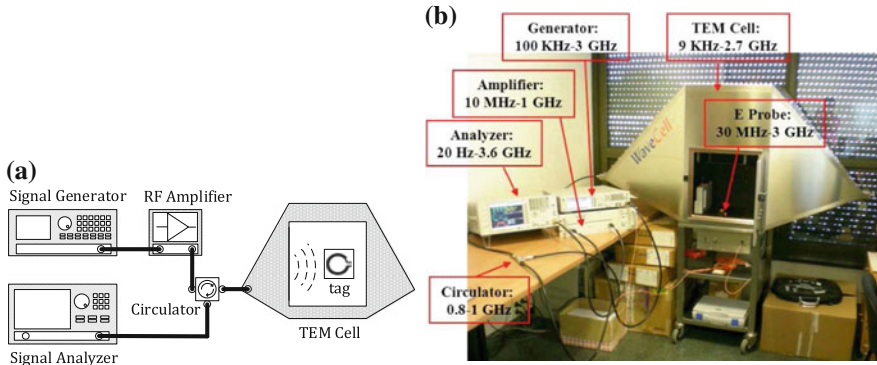 (a)
Signal Generator
RF Amplifier
Circulator
tag
TEM Cell
Signal Analyzer
(b)
Generator:
100 KHz-3 GHz
TEM Cell:
9 KHz-2.7 GHz
Amplifier:
10 MHz-1 GHz
E Probe:
30 MHz-3 GHz
Analyzer:
20 Hz-3.6 GHz
WaveCell
Circulator:
0.8-1 GHz